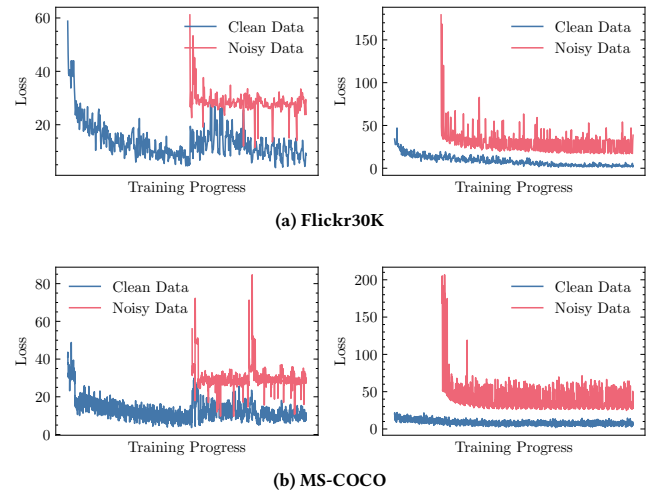 Clean Data
Noisy Data
60
40
20
Loss
Training Progress
Clean Data
Noisy Data
150
100
50
0
Loss
Training Progress
(a) Flickr30K
Clean Data
Noisy Data
80
60
40
20
0
Loss
Training Progress
Clean Data
Noisy Data
200
150
100
50
0
Loss
Training Progress
(b) MS-COCO